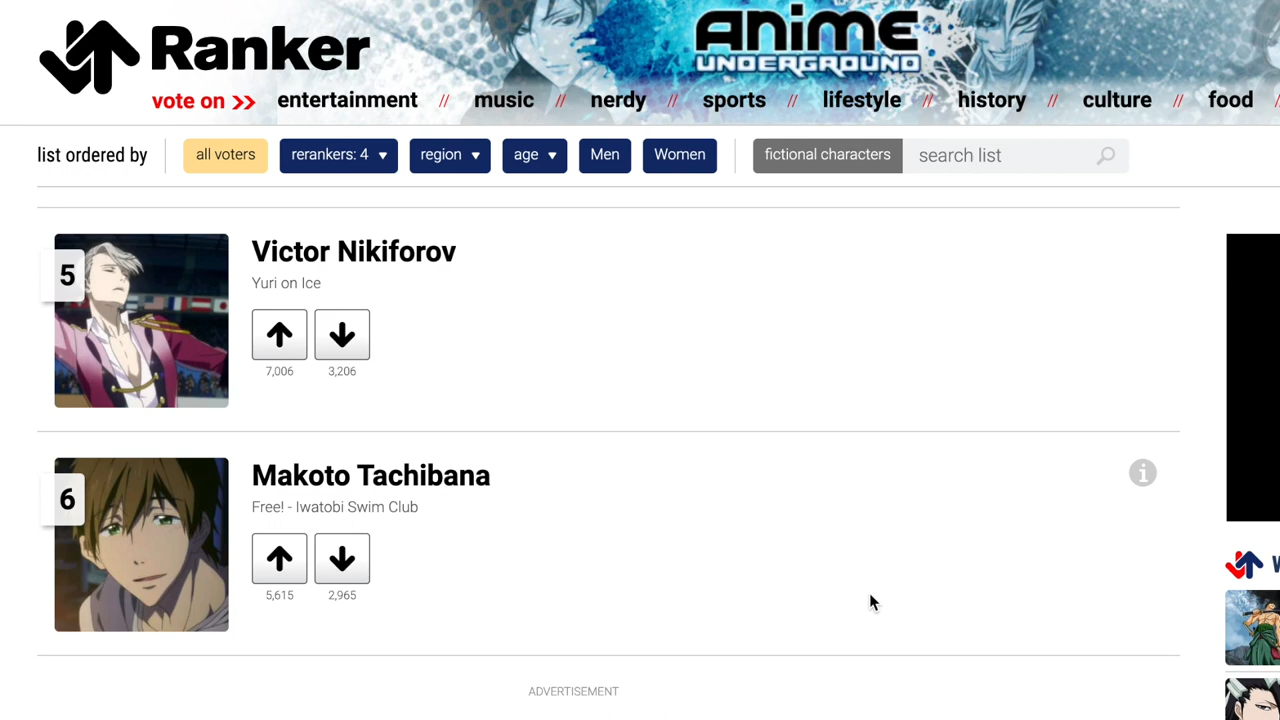 Ranker
ANiME
UNDERGROUND
vote on >> entertainment // music // nerdy // sports // lifestyle // history // culture // food /
list ordered by all voters rerankers: 4 ▼ region ▼ age ▼ Men Women fictional characters search list
5
Victor Nikiforov
Yuri on Ice
7,006 3,206
6
Makoto Tachibana
i
Free! - Iwatobi Swim Club
5,615 2,965
ADVERTISEMENT